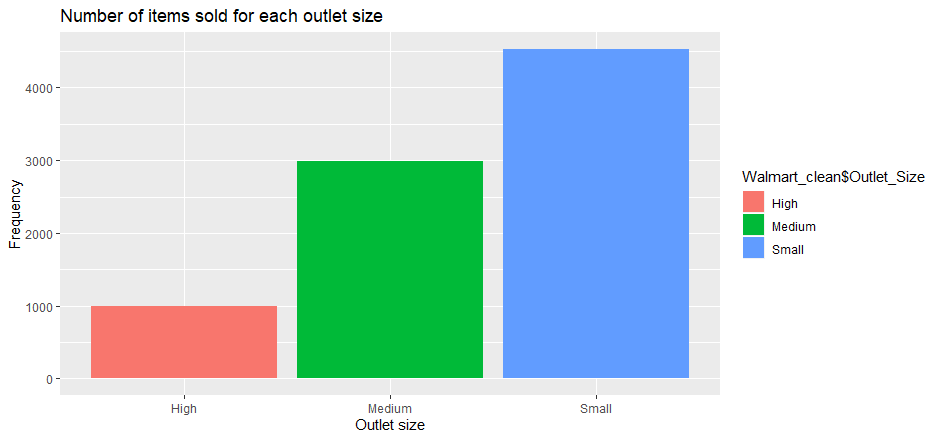 Number of items sold for each outlet size
Frequency
4000
3000
2000
1000
0
High
Medium
Small
Outlet size
Walmart_clean$Outlet_Size
High
Medium
Small